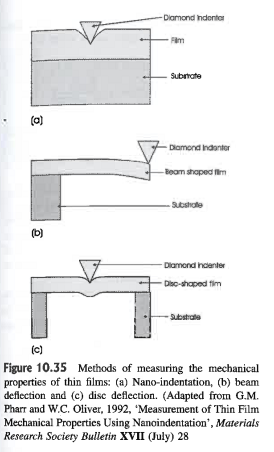 Diamond Indenter
Film
Substrate
(a)
Diamond Indenter
Beam shaped film
Substrate
(b)
Diamond Indenter
Disc-shaped film
Substrate
(c)
Figure 10.35 Methods of measuring the mechanical
properties of thin films: (a) Nano-indentation, (b) beam
deflection and (c) disc deflection. (Adapted from G.M.
Pharr and W.C. Oliver, 1992, ‘Measurement of Thin Film
Mechanical Properties Using Nanoindentation’, Materials
Research Society Bulletin XVII (July) 28